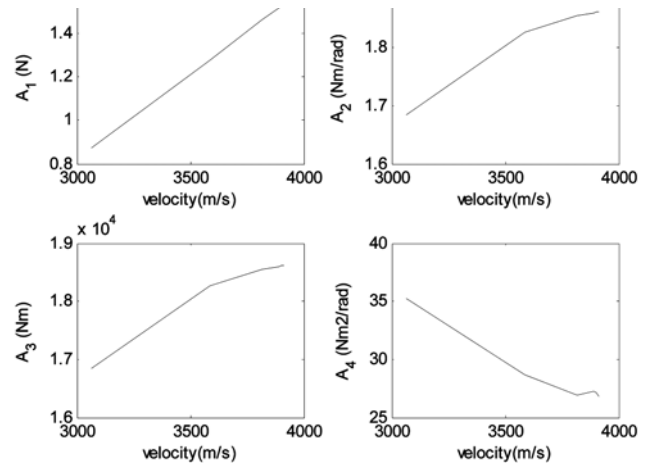 1.4
1.2
1
0.8
A1 (N)
3000 3500 4000
velocity(m/s)
1.8
1.7
1.6
A2 (Nm/rad)
3000 3500 4000
velocity(m/s)
x 10^4
1.9
1.8
1.7
1.6
A3 (Nm)
3000 3500 4000
velocity(m/s)
40
35
30
25
A4 (Nm2/rad)
3000 3500 4000
velocity(m/s)